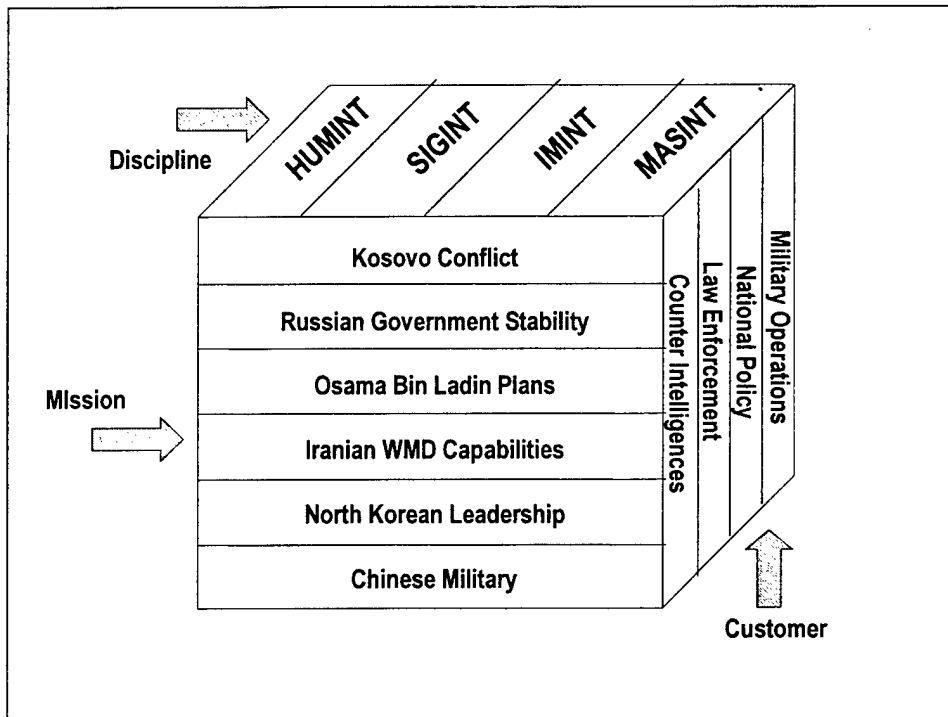 Discipline
HUMINT
SIGINT
IMINT
MASINT
Kosovo Conflict
Russian Government Stability
Osama Bin Ladin Plans
MIssion
Iranian WMD Capabilities
North Korean Leadership
Chinese Military
Counter Intelligences
Law Enforcement
National Policy
Military Operations
Customer